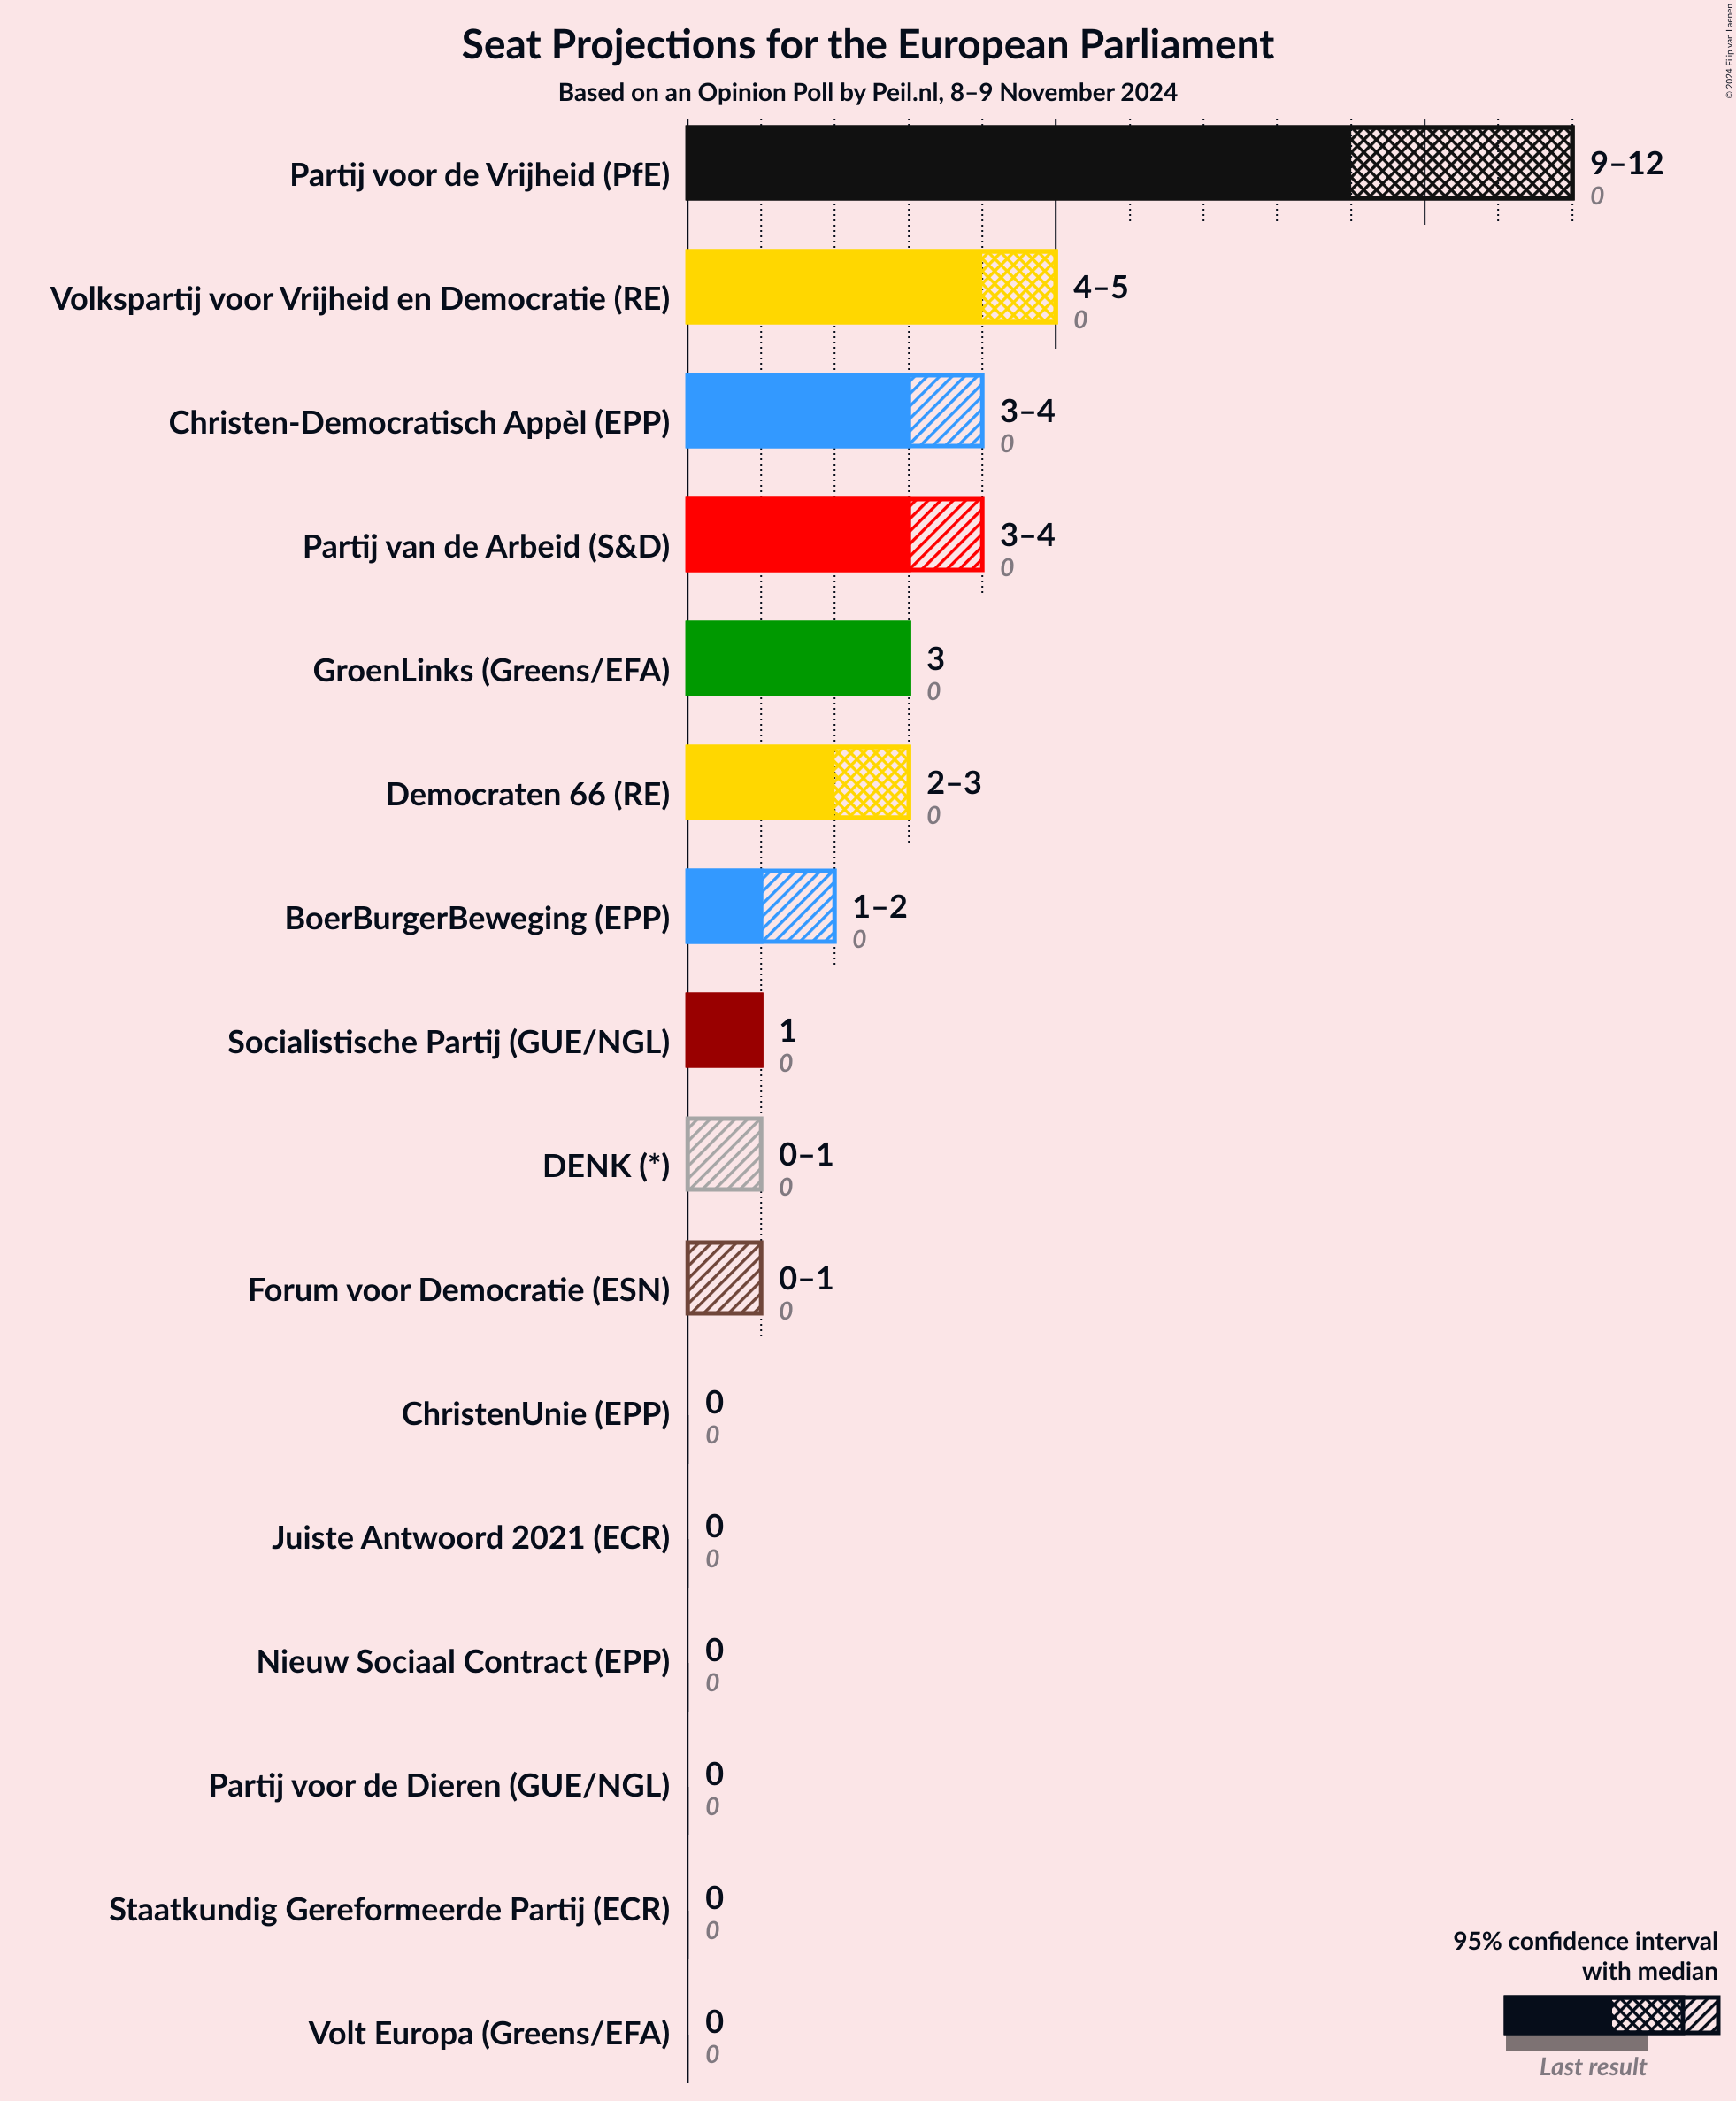 Seat Projections for the European Parliament
Based on an Opinion Poll by Peil.nl, 8–9 November 2024
© 2024 Filip van Laenen
Partij voor de Vrijheid (PfE)
9–12
0
Volkspartij voor Vrijheid en Democratie (RE)
4–5
0
Christen-Democratisch Appèl (EPP)
3–4
0
Partij van de Arbeid (S&D)
3–4
0
GroenLinks (Greens/EFA)
3
0
Democraten 66 (RE)
2–3
0
BoerBurgerBeweging (EPP)
1–2
0
Socialistische Partij (GUE/NGL)
1
0
DENK (*)
0–1
0
Forum voor Democratie (ESN)
0–1
0
ChristenUnie (EPP)
0
0
Juiste Antwoord 2021 (ECR)
0
0
Nieuw Sociaal Contract (EPP)
0
0
Partij voor de Dieren (GUE/NGL)
0
0
Staatkundig Gereformeerde Partij (ECR)
0
0
Volt Europa (Greens/EFA)
0
0
95% confidence interval
with median
Last result